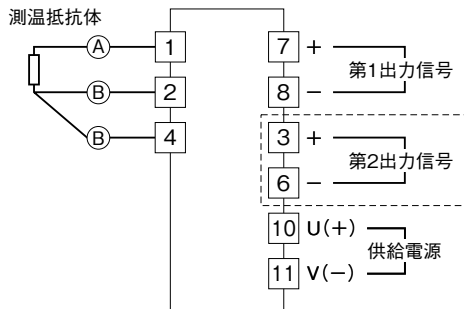 測温抵抗体
A 1 7 +
第1出力信号
B 2 8 −
B 4 3 +
第2出力信号
6 −
10 U(+)
供給電源
11 V(−)